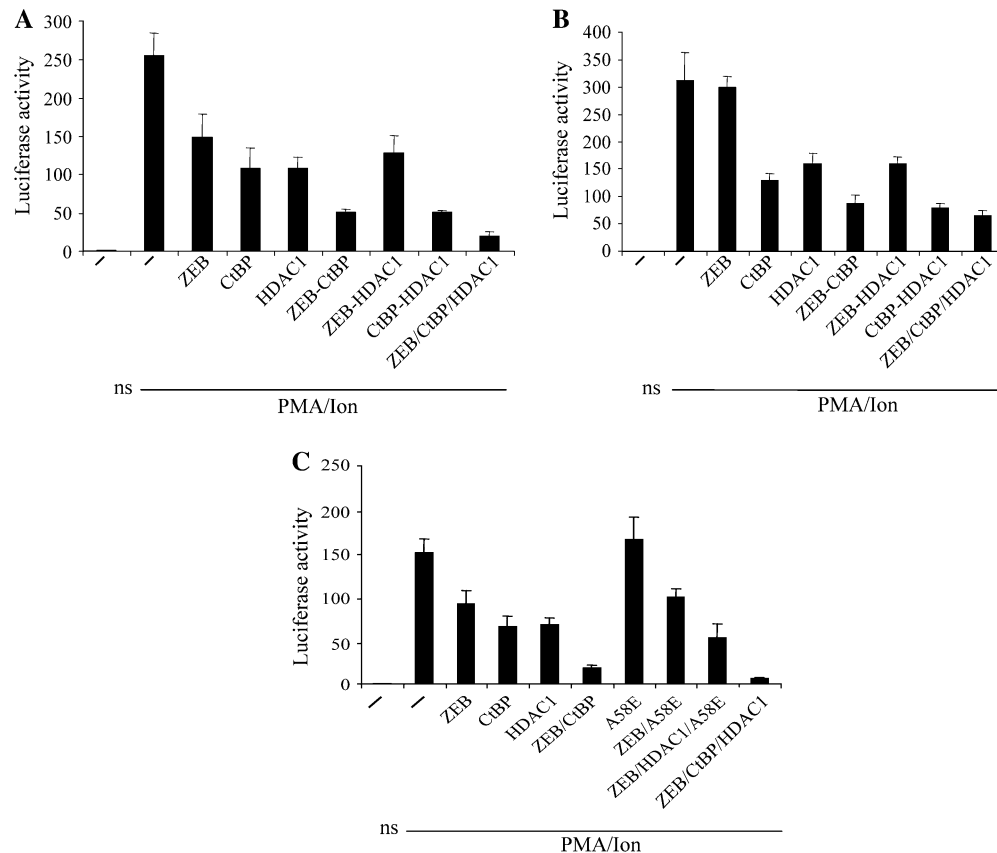 A
Luciferase activity
300
250
200
150
100
50
0
–
–
ZEB
CtBP
HDAC1
ZEB-CtBP
ZEB-HDAC1
CtBP-HDAC1
ZEB/CtBP/HDAC1
ns
PMA/Ion
B
Luciferase activity
400
350
300
250
200
150
100
50
0
–
–
ZEB
CtBP
HDAC1
ZEB-CtBP
ZEB-HDAC1
CtBP-HDAC1
ZEB/CtBP/HDAC1
ns
PMA/Ion
C
Luciferase activity
250
200
150
100
50
0
–
–
ZEB
CtBP
HDAC1
ZEB/CtBP
A58E
ZEB/A58E
ZEB/HDAC1/A58E
ZEB/CtBP/HDAC1
ns
PMA/Ion